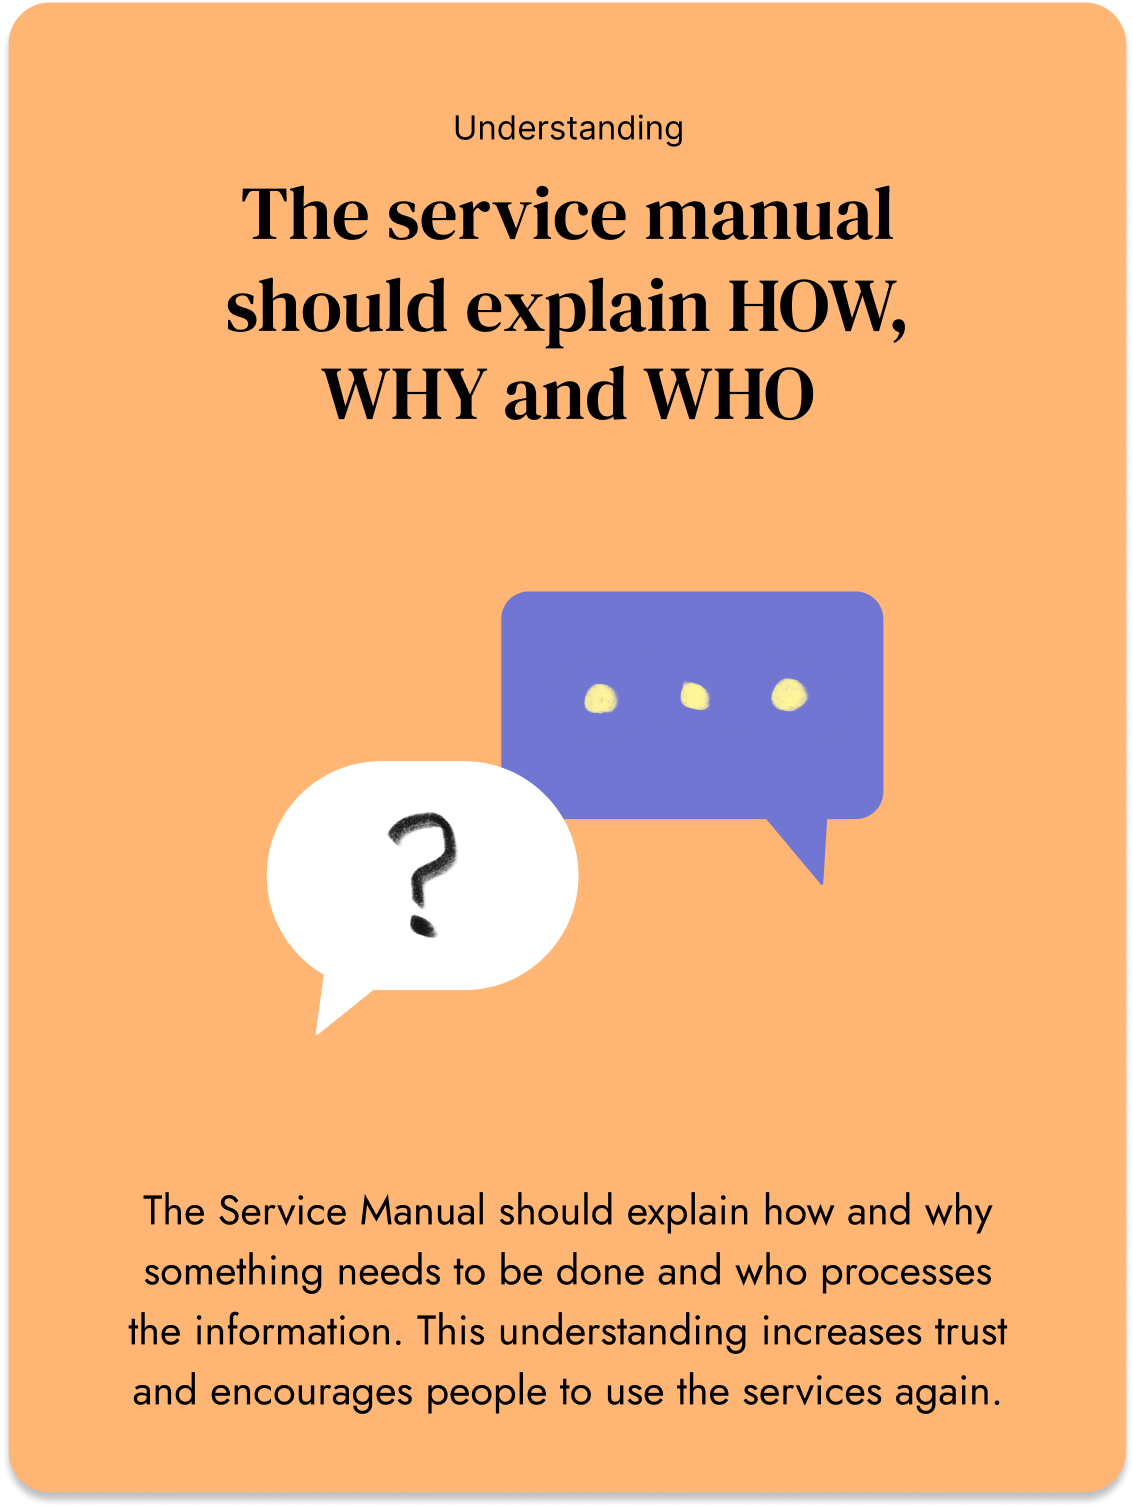 Understanding
The service manual
should explain HOW,
WHY and WHO
?
The Service Manual should explain how and why
something needs to be done and who processes
the information. This understanding increases trust
and encourages people to use the services again.